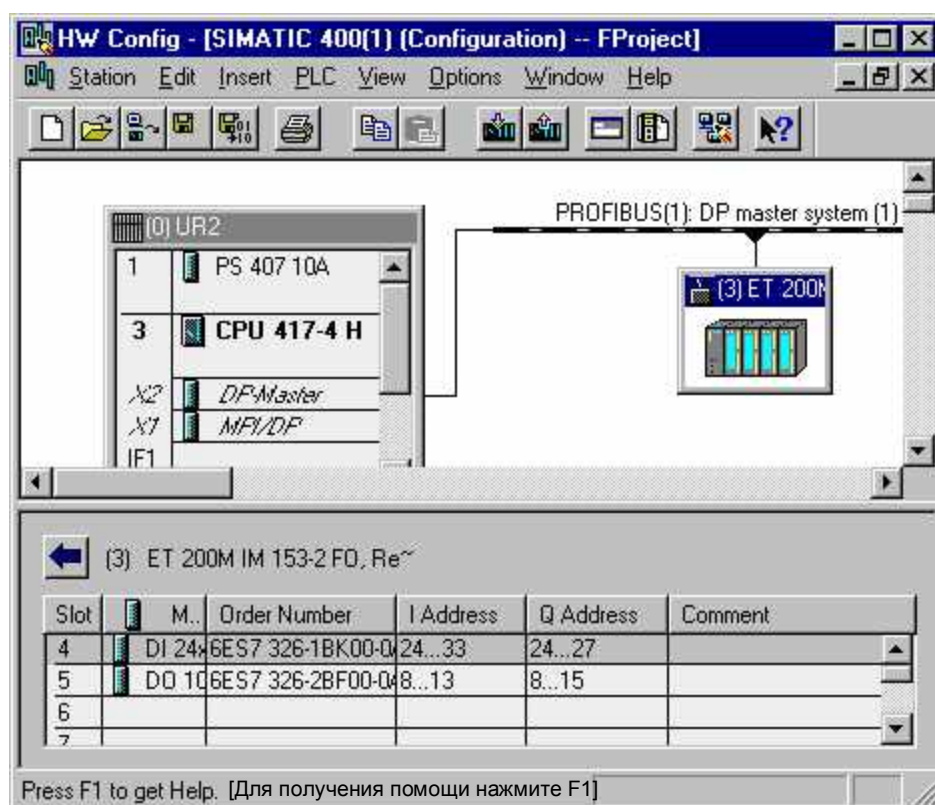 HW Config - [SIMATIC 400(1) (Configuration) -- FProject]
Station Edit Insert PLC View Options Window Help
PROFIBUS(1): DP master system (1)
(0) UR2
1 PS 407 10A
(3) ET 200M
3 CPU 417-4 H
X2 DP-Master
X1 MPI/DP
IF1
(3) ET 200M IM 153-2 FO, Re~
Slot M.. Order Number I Address Q Address Comment
4 DI 24x 6ES7 326-1BK00-0A 24...33 24...27
5 DO 10 6ES7 326-2BF00-0A 8...13 8...15
6
7
Press F1 to get Help. [Для получения помощи нажмите F1]